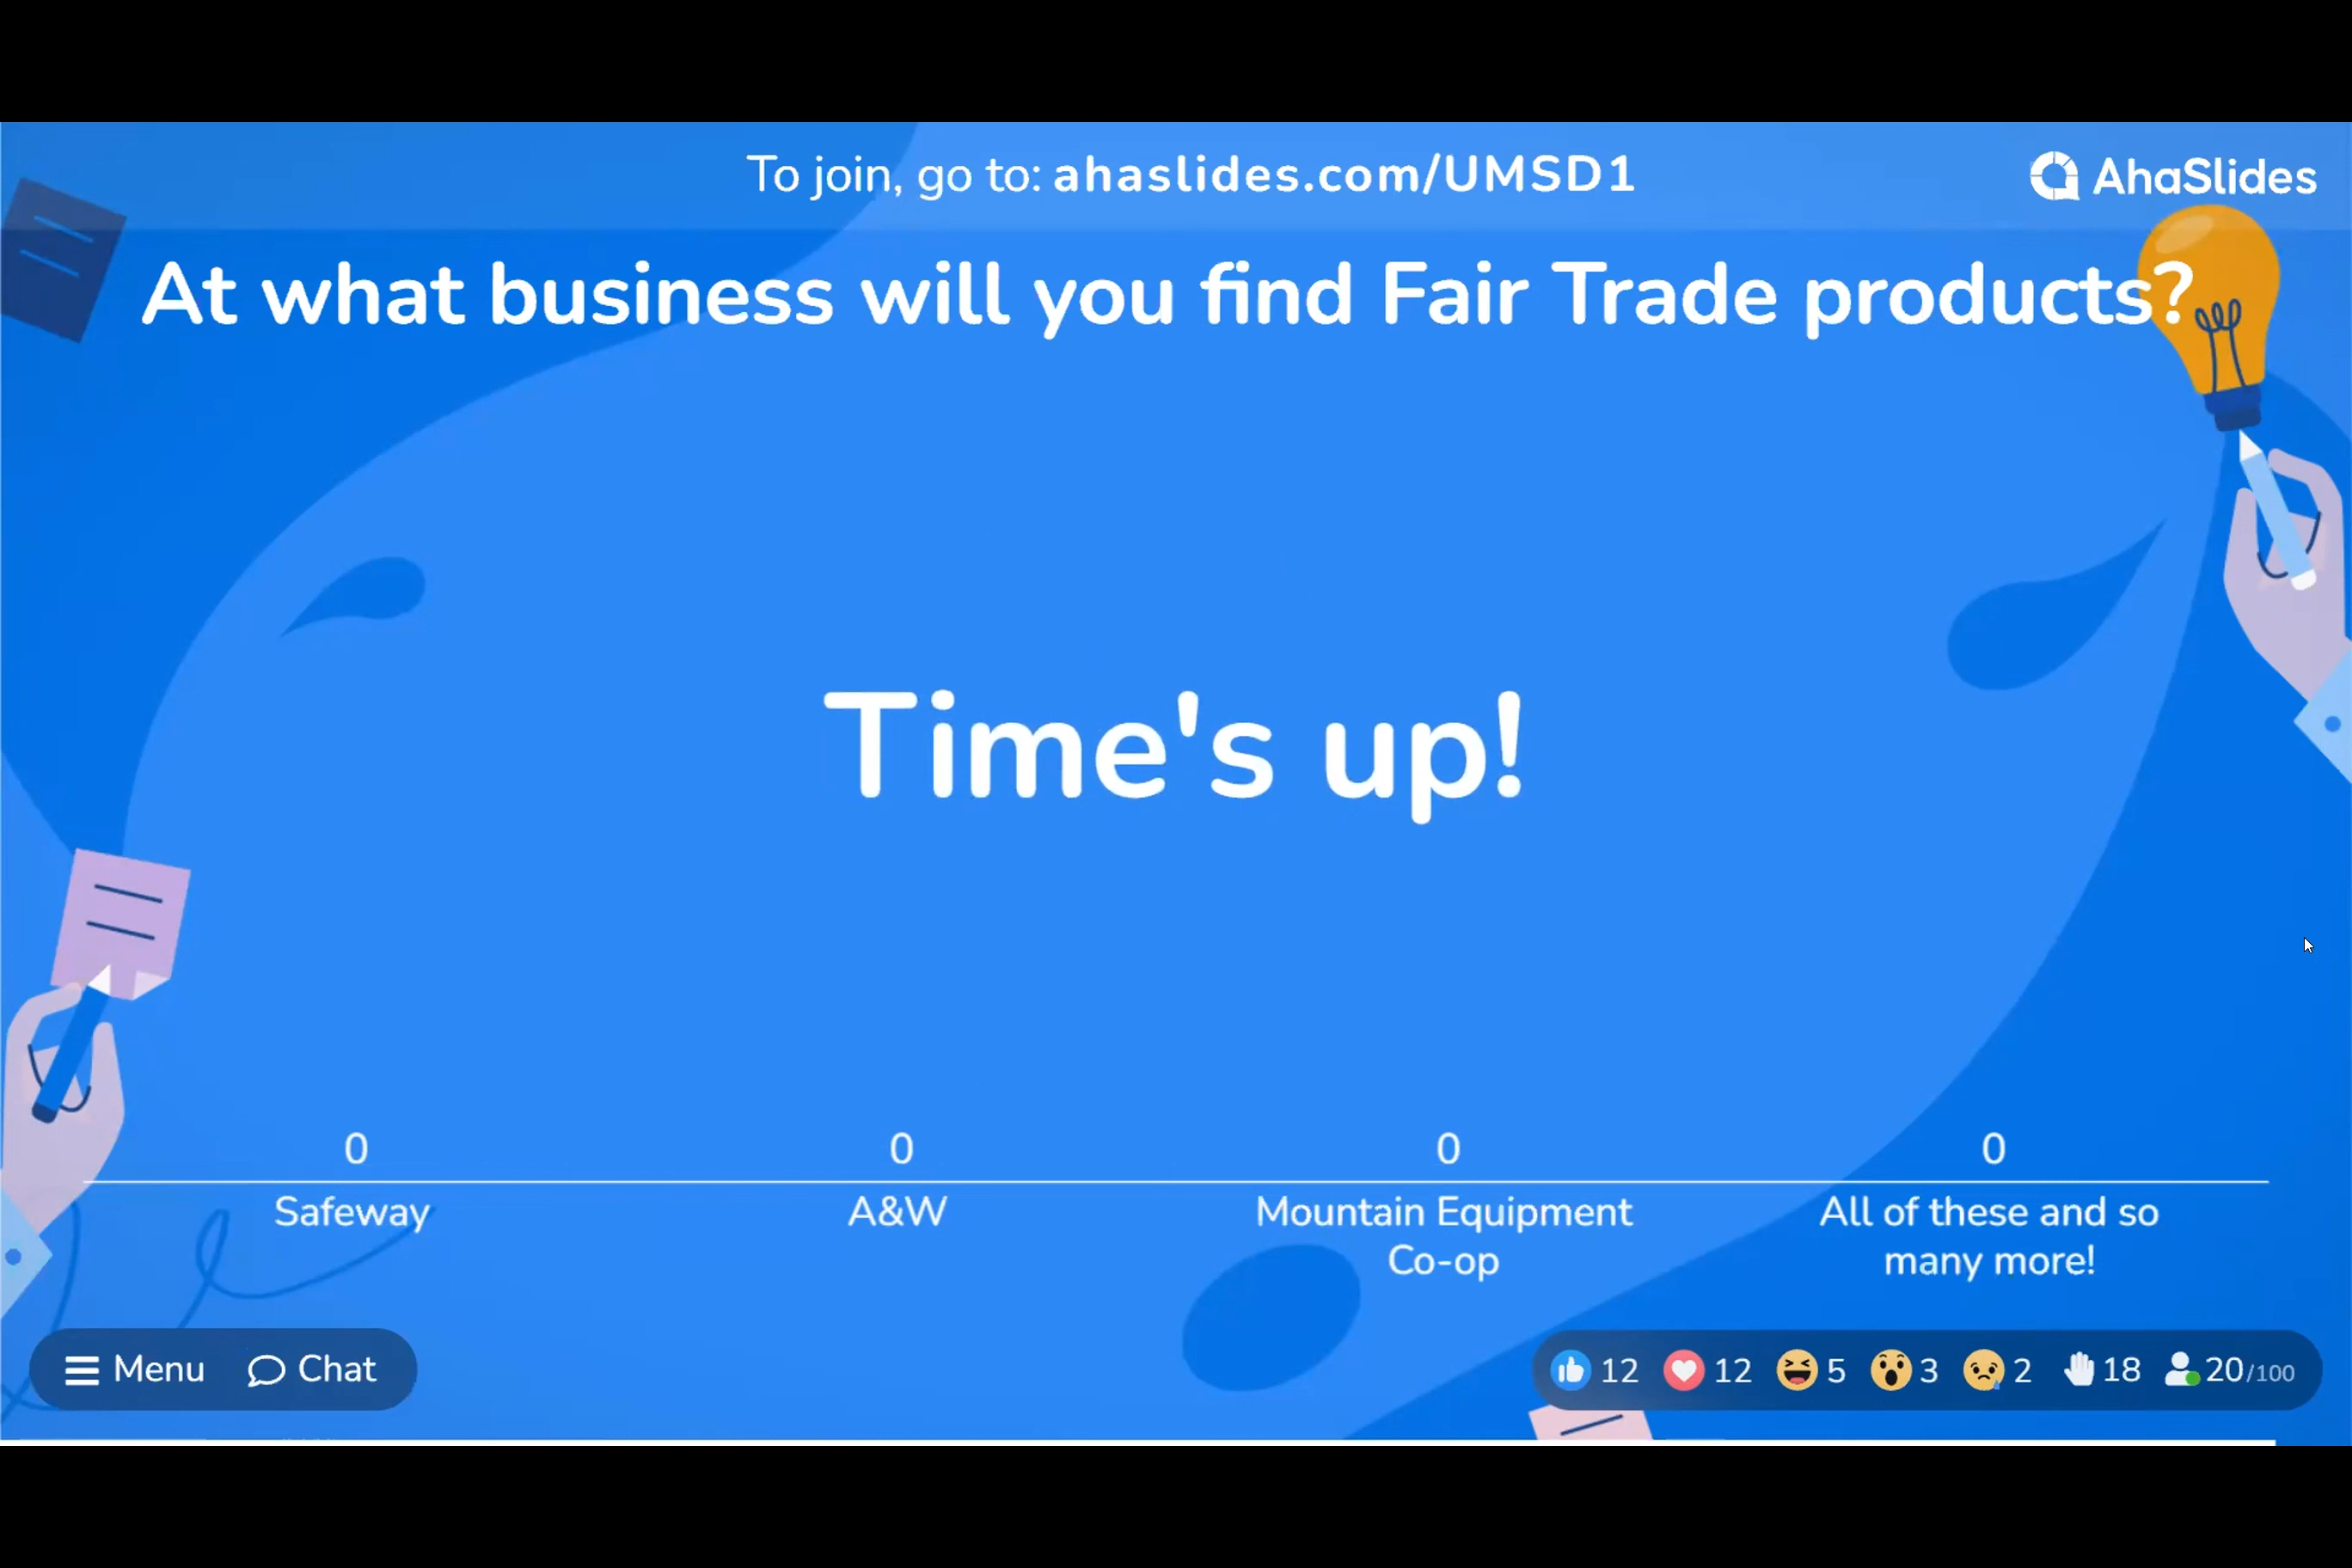 To join, go to: ahaslides.com/UMSD1
AhaSlides
At what business will you find Fair Trade products?
Time's up!
0 0 0 0
Safeway A&W Mountain Equipment All of these and so
Co-op many more!
Menu Chat 12 12 5 3 2 18 20/100